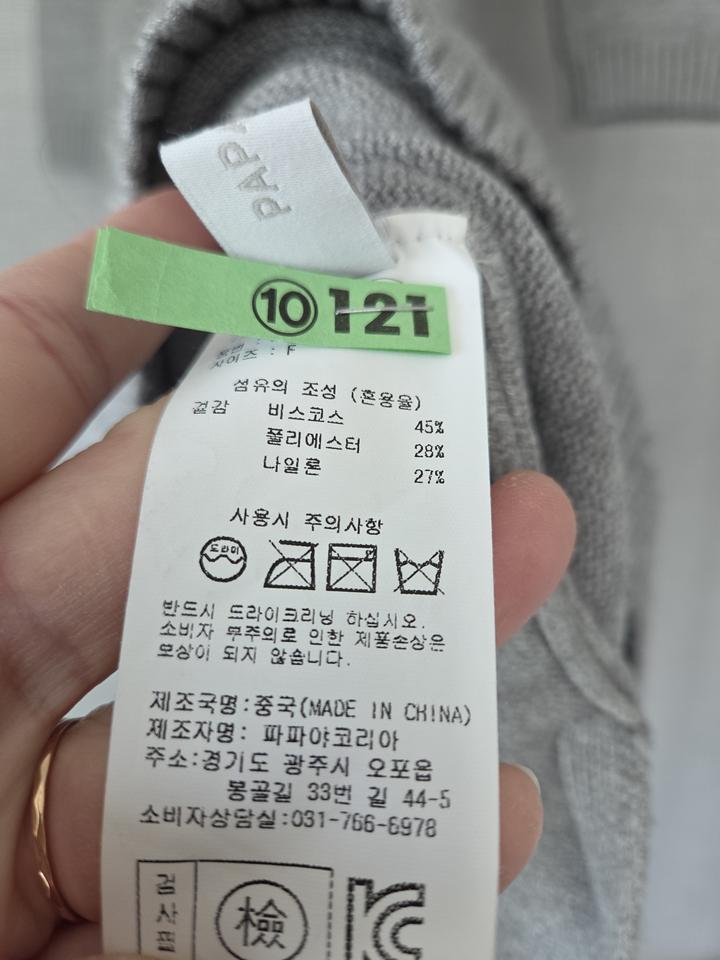 PAPA
⑩121
사이즈 : F
섬유의 조성 (혼용율)
겉감 비스코스 45%
폴리에스터 28%
나일론 27%
사용시 주의사항
드라이
반드시 드라이크리닝 하십시오.
소비자 부주의로 인한 제품손상은
보상이 되지 않습니다.
제조국명:중국(MADE IN CHINA)
제조자명: 파파야코리아
주소:경기도 광주시 오포읍
봉골길 33번 길 44-5
소비자상담실:031-766-6978
검사필
檢